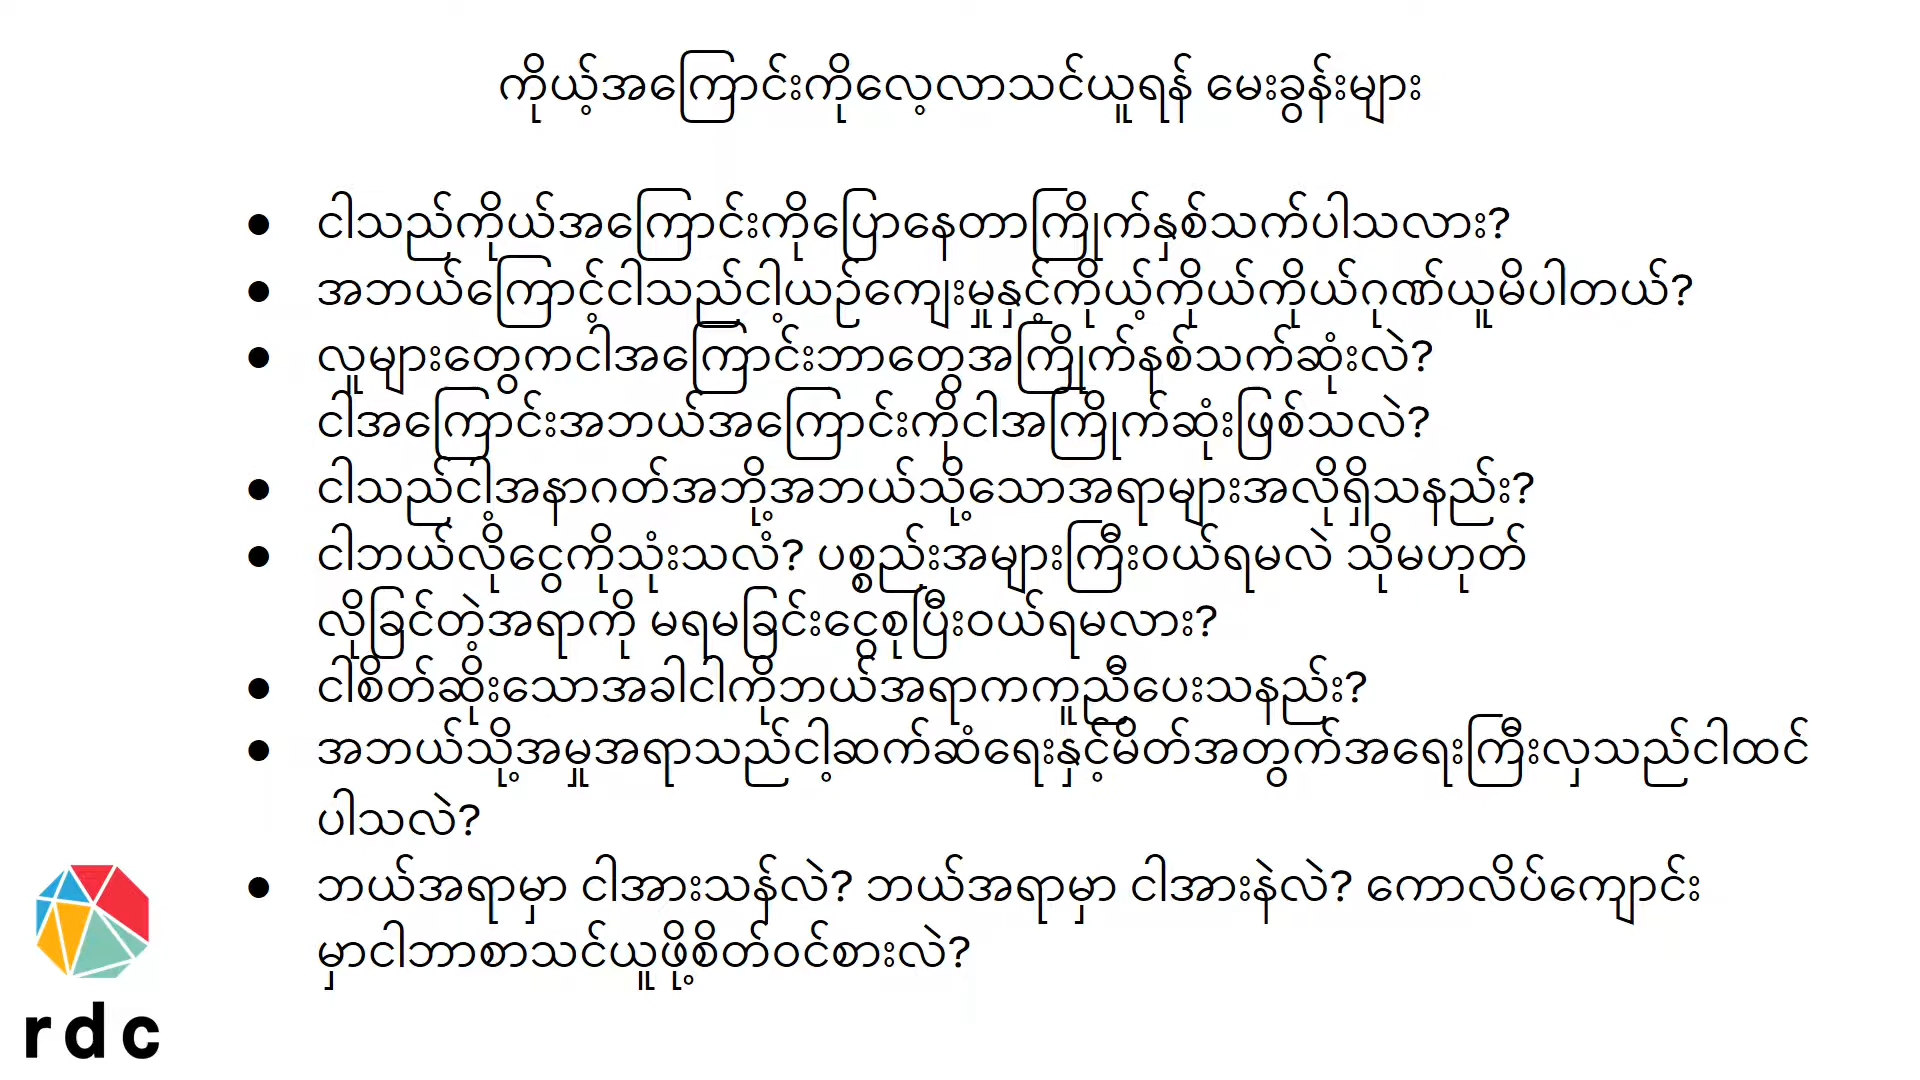 ကိုယ့်အကြောင်းကိုလေ့လာသင်ယူရန် မေးခွန်းများ
● ငါသည်ကိုယ်အကြောင်းကိုပြောနေတာကြိုက်နှစ်သက်ပါသလား?
● အဘယ်ကြောင့်ငါသည်ငါ့ယဉ်ကျေးမှုနှင့်ကိုယ့်ကိုယ်ကိုယ်ဂုဏ်ယူမိပါတယ်?
● လူများတွေကငါအကြောင်းဘာတွေအကြိုက်နစ်သက်ဆုံးလဲ?
ငါအကြောင်းအဘယ်အကြောင်းကိုငါအကြိုက်ဆုံးဖြစ်သလဲ?
● ငါသည်ငါ့အနာဂတ်အဘို့အဘယ်သို့သောအရာများအလိုရှိသနည်း?
● ငါဘယ်လိုငွေကိုသုံးသလံ? ပစ္စည်းအများကြီးဝယ်ရမလဲ သိုမဟုတ်
လိုခြင်တဲ့အရာကို မရမခြင်းငွေစုပြီးဝယ်ရမလား?
● ငါစိတ်ဆိုးသောအခါငါကိုဘယ်အရာကကူညီပေးသနည်း?
● အဘယ်သို့အမှုအရာသည်ငါ့ဆက်ဆံရေးနှင့်မိတ်အတွက်အရေးကြီးလှသည်ငါထင်
ပါသလဲ?
● ဘယ်အရာမှာ ငါအားသန်လဲ? ဘယ်အရာမှာ ငါအားနဲလဲ? ကောလိပ်ကျောင်း
မှာငါဘာစာသင်ယူဖို့စိတ်ဝင်စားလဲ?
rdc